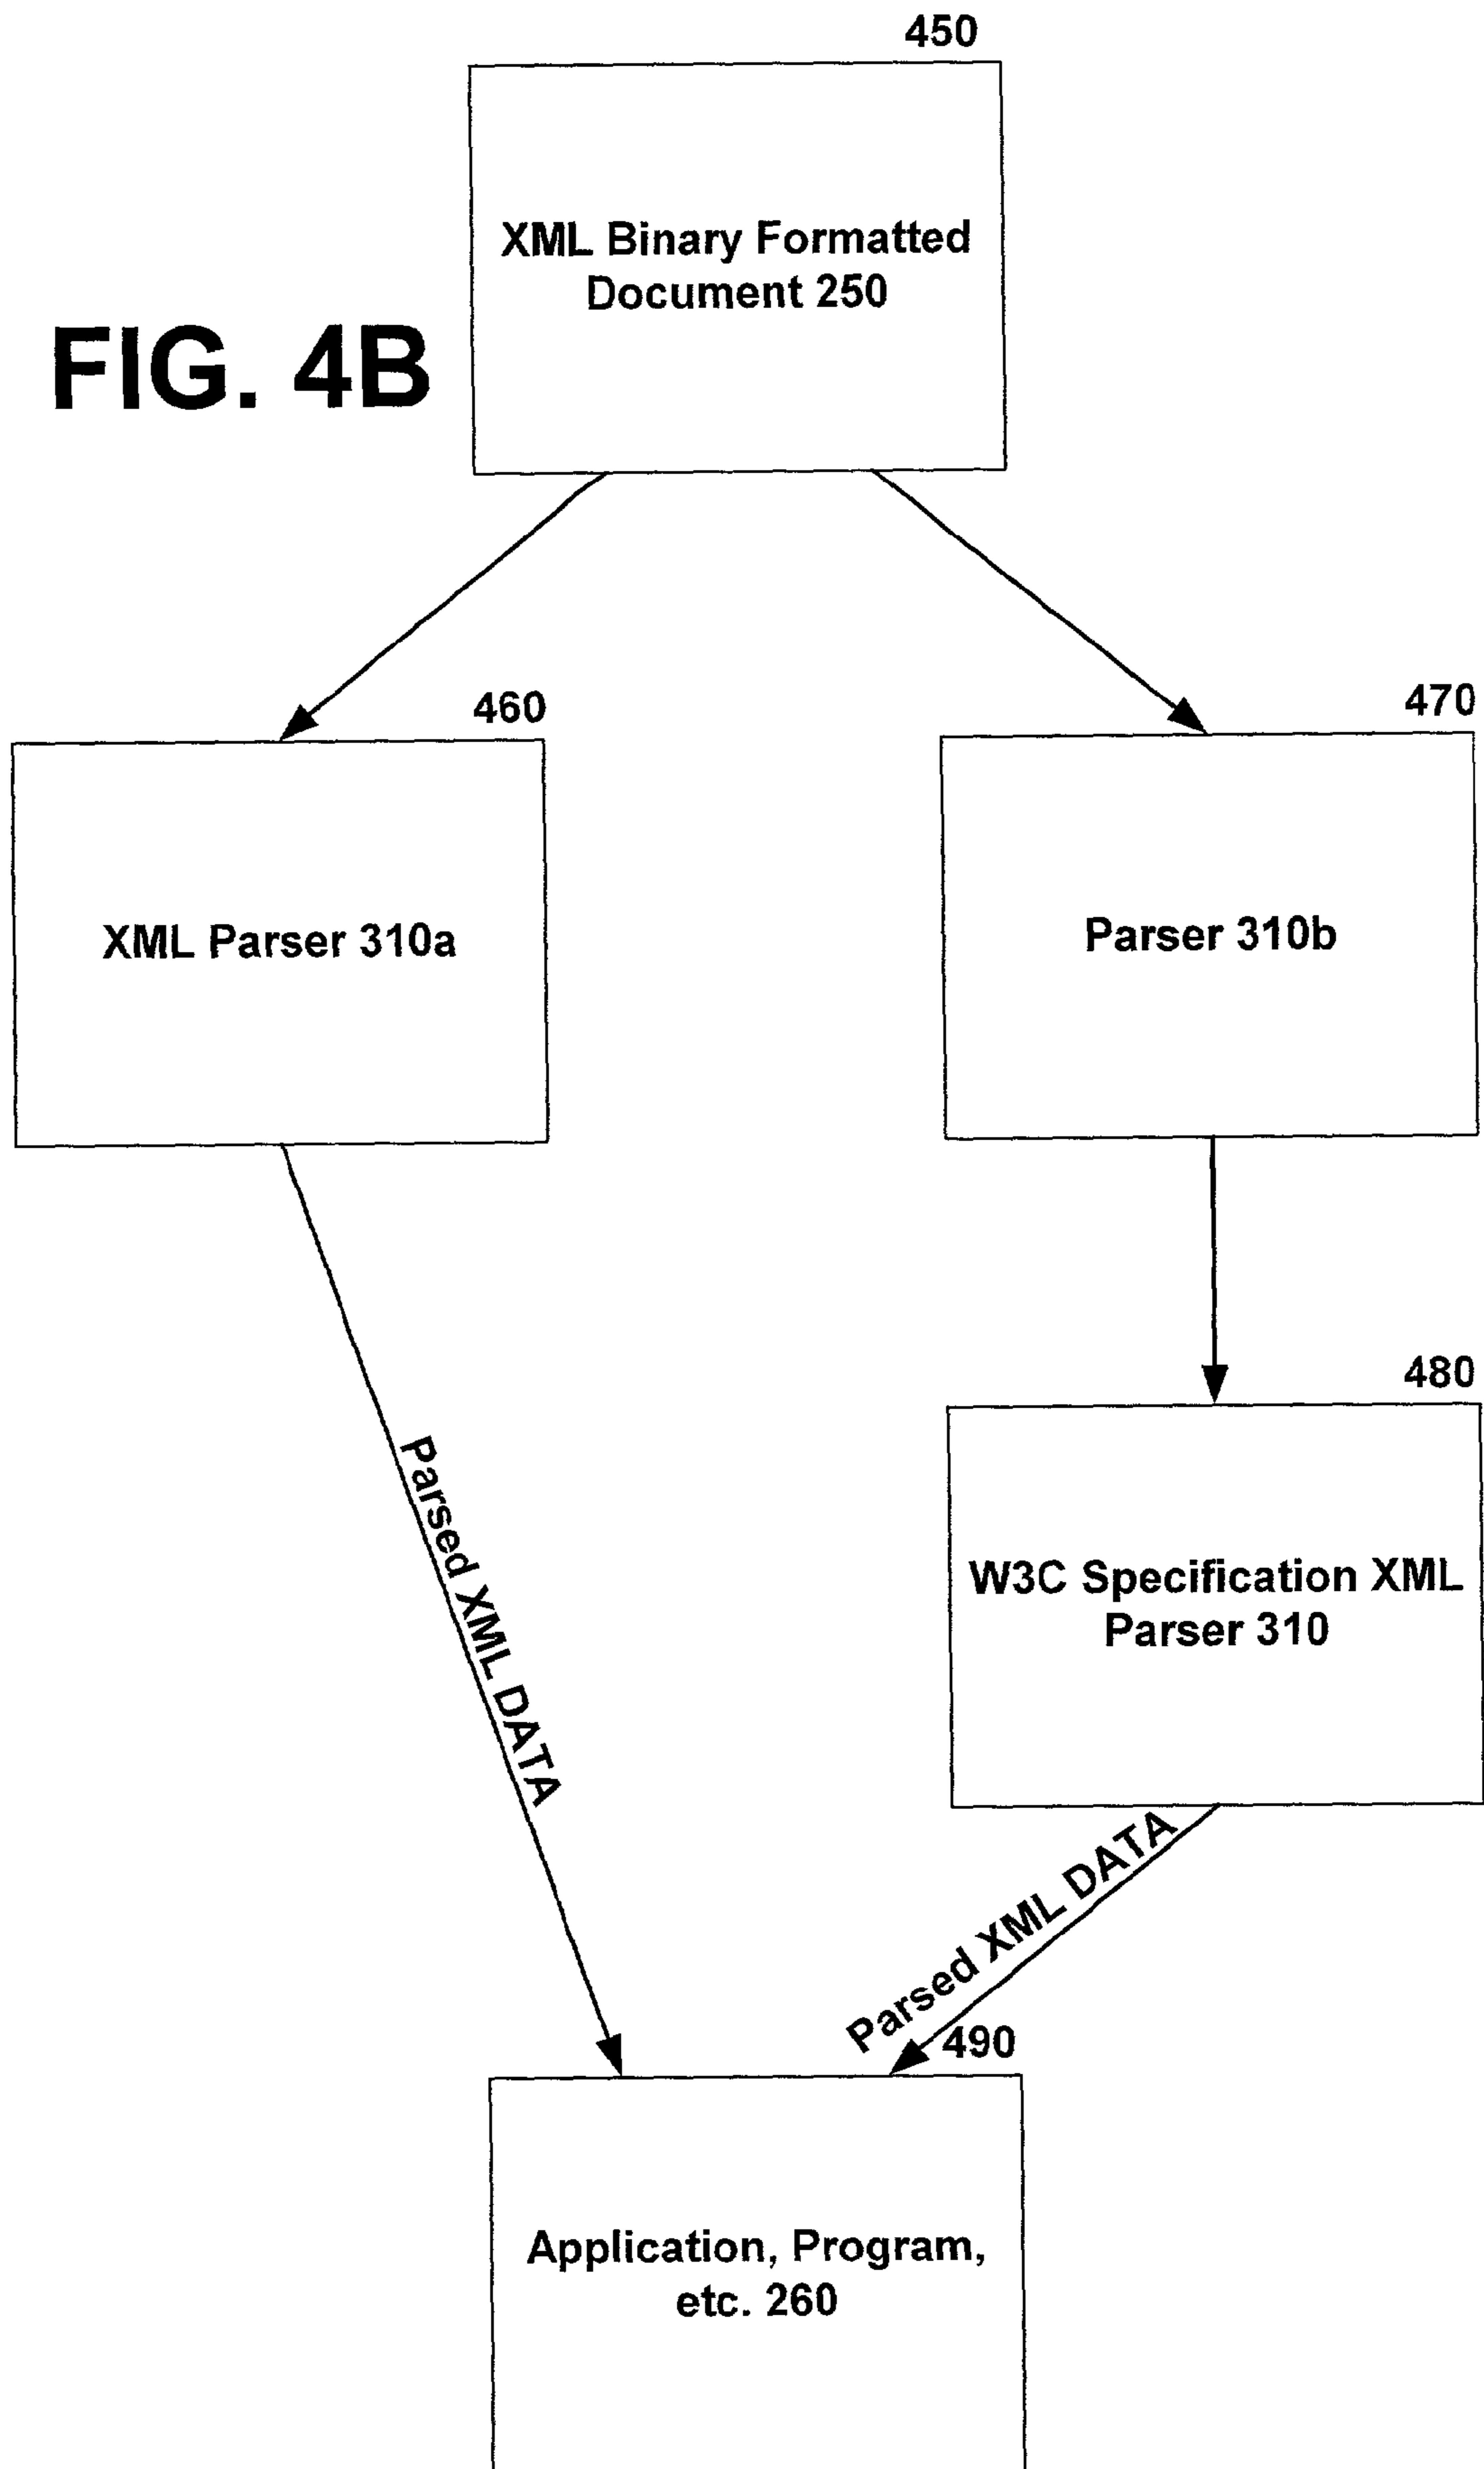 450
XML Binary Formatted
Document 250
FIG. 4B
460
470
XML Parser 310a
Parser 310b
480
Parsed XML DATA
W3C Specification XML
Parser 310
Parsed XML DATA
490
Application, Program,
etc. 260